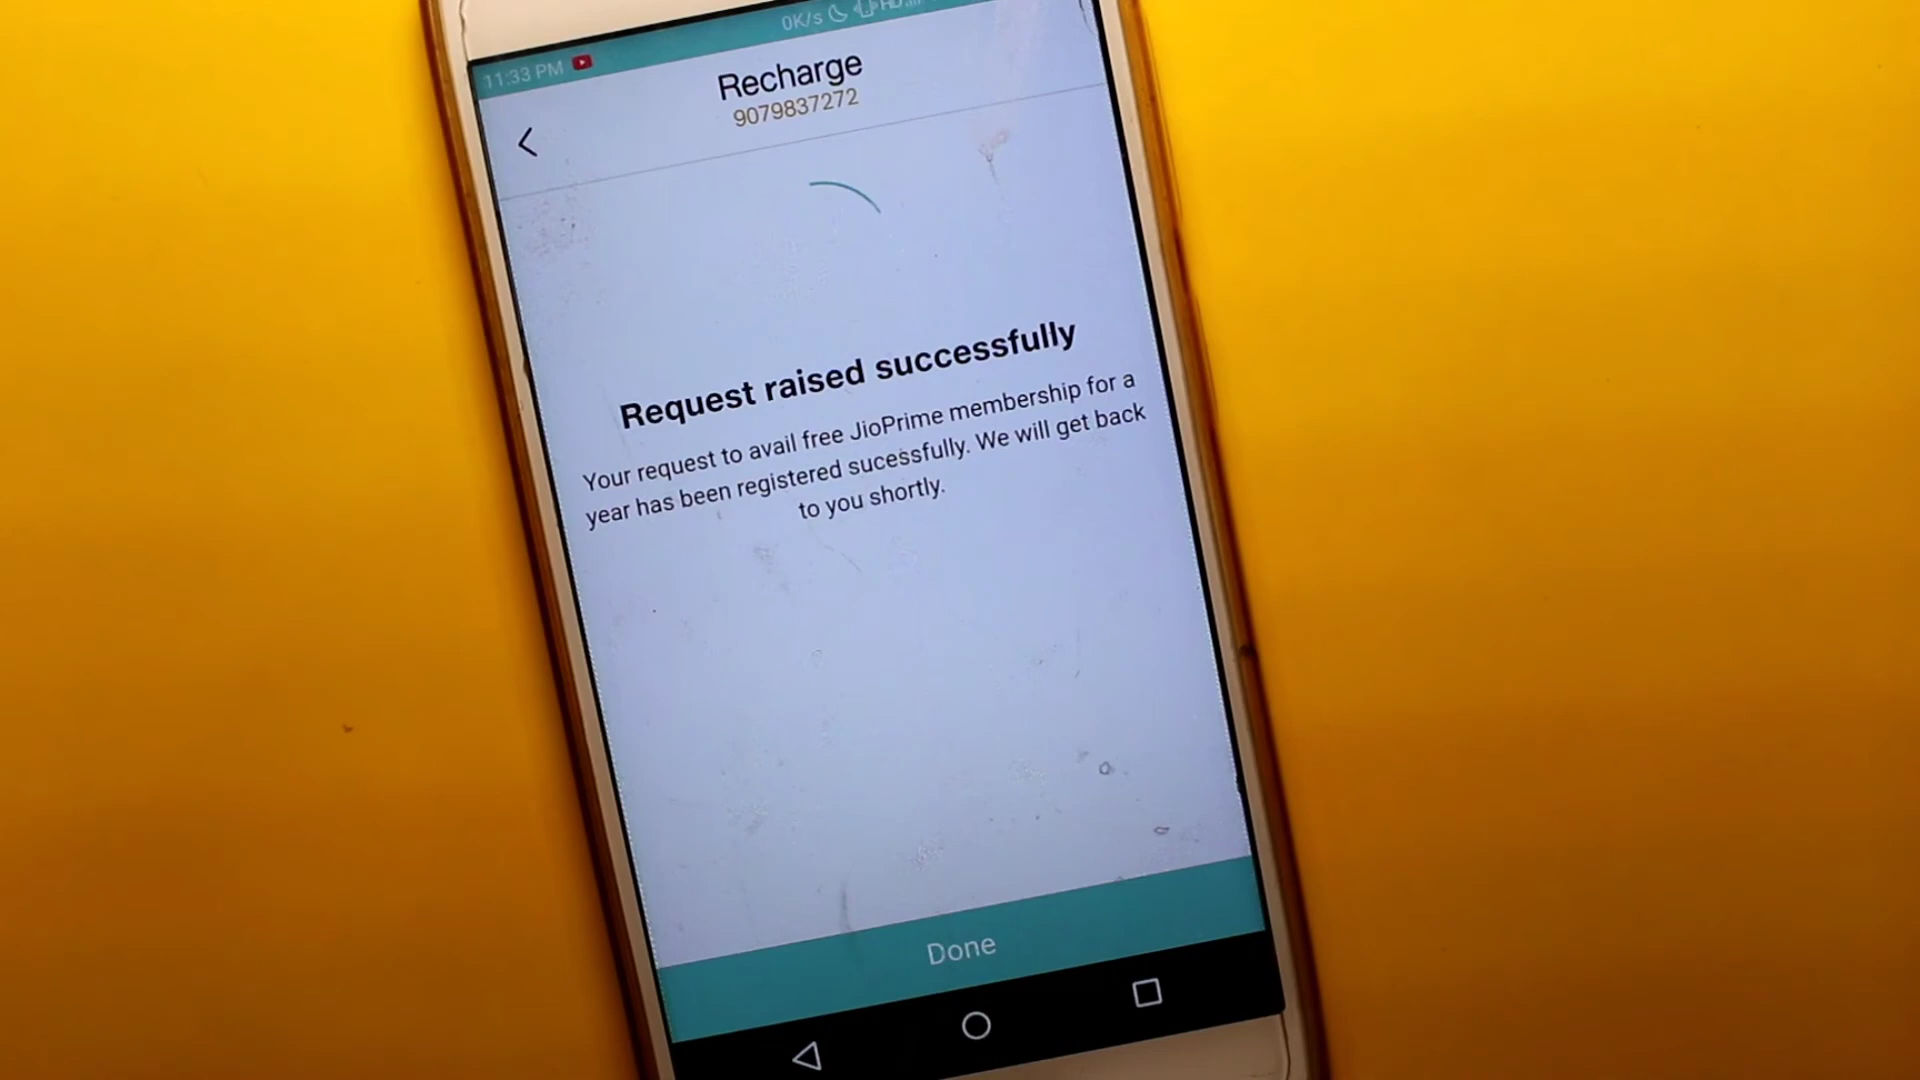 0K/s HD
11:33 PM
Recharge
9079837272
Request raised successfully
Your request to avail free JioPrime membership for a
year has been registered sucessfully. We will get back
to you shortly.
Done